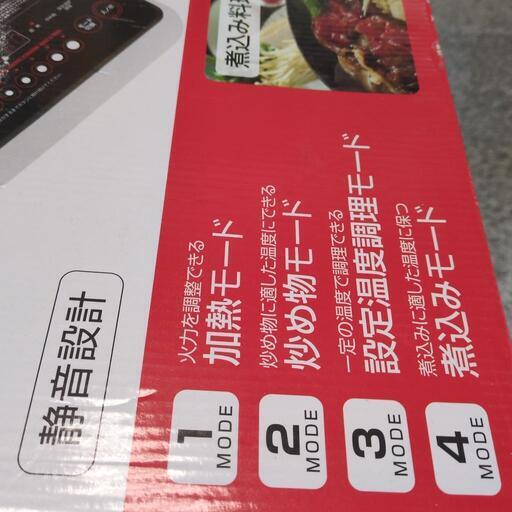 煮込み料理
静音設計
1
MODE
火力を調整できる
加熱モード
2
MODE
炒め物に適した温度にできる
炒め物モード
3
MODE
一定の温度で調理できる
設定温度調理モード
4
MODE
煮込みに適した温度に保つ
煮込みモード